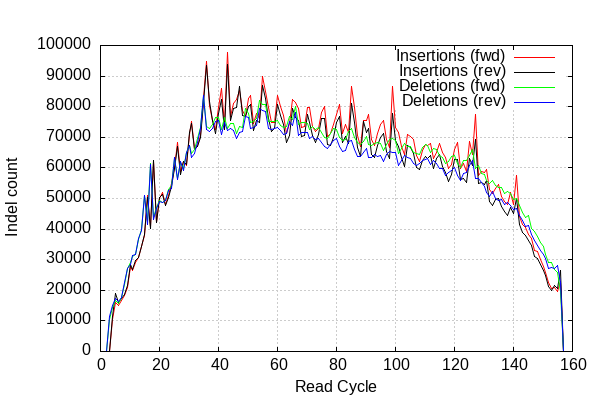 100000
90000
80000
70000
60000
50000
40000
30000
20000
10000
0
Indel count
Insertions (fwd)
Insertions (rev)
Deletions (fwd)
Deletions (rev)
0 20 40 60 80 100 120 140 160
Read Cycle